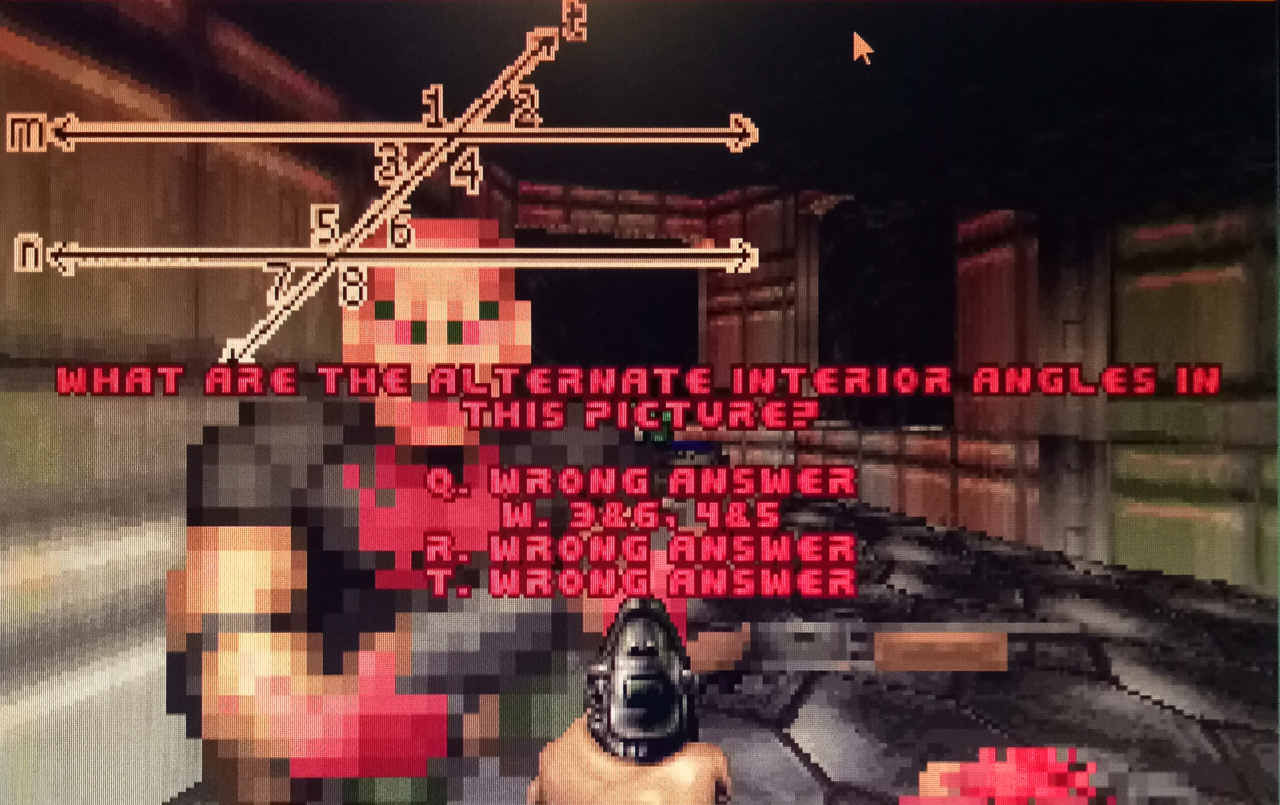 t
1 2
m
3 4
5 6
n
7 8
WHAT ARE THE ALTERNATE INTERIOR ANGLES IN
THIS PICTURE?
Q. WRONG ANSWER
W. 3&6, 4&5
R. WRONG ANSWER
T. WRONG ANSWER